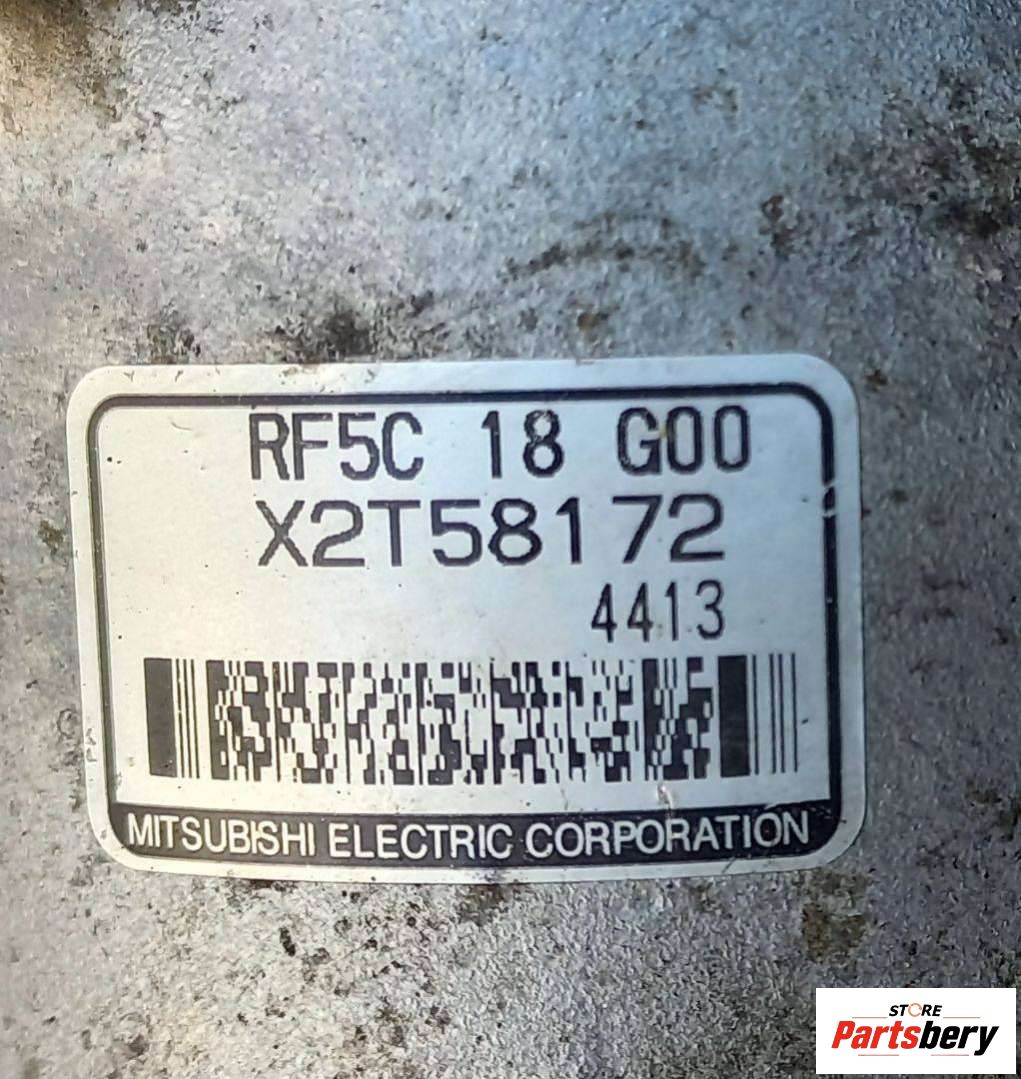 RF5C 18 G00
X2T58172
4413
MITSUBISHI ELECTRIC CORPORATION
STORE
Partsbery